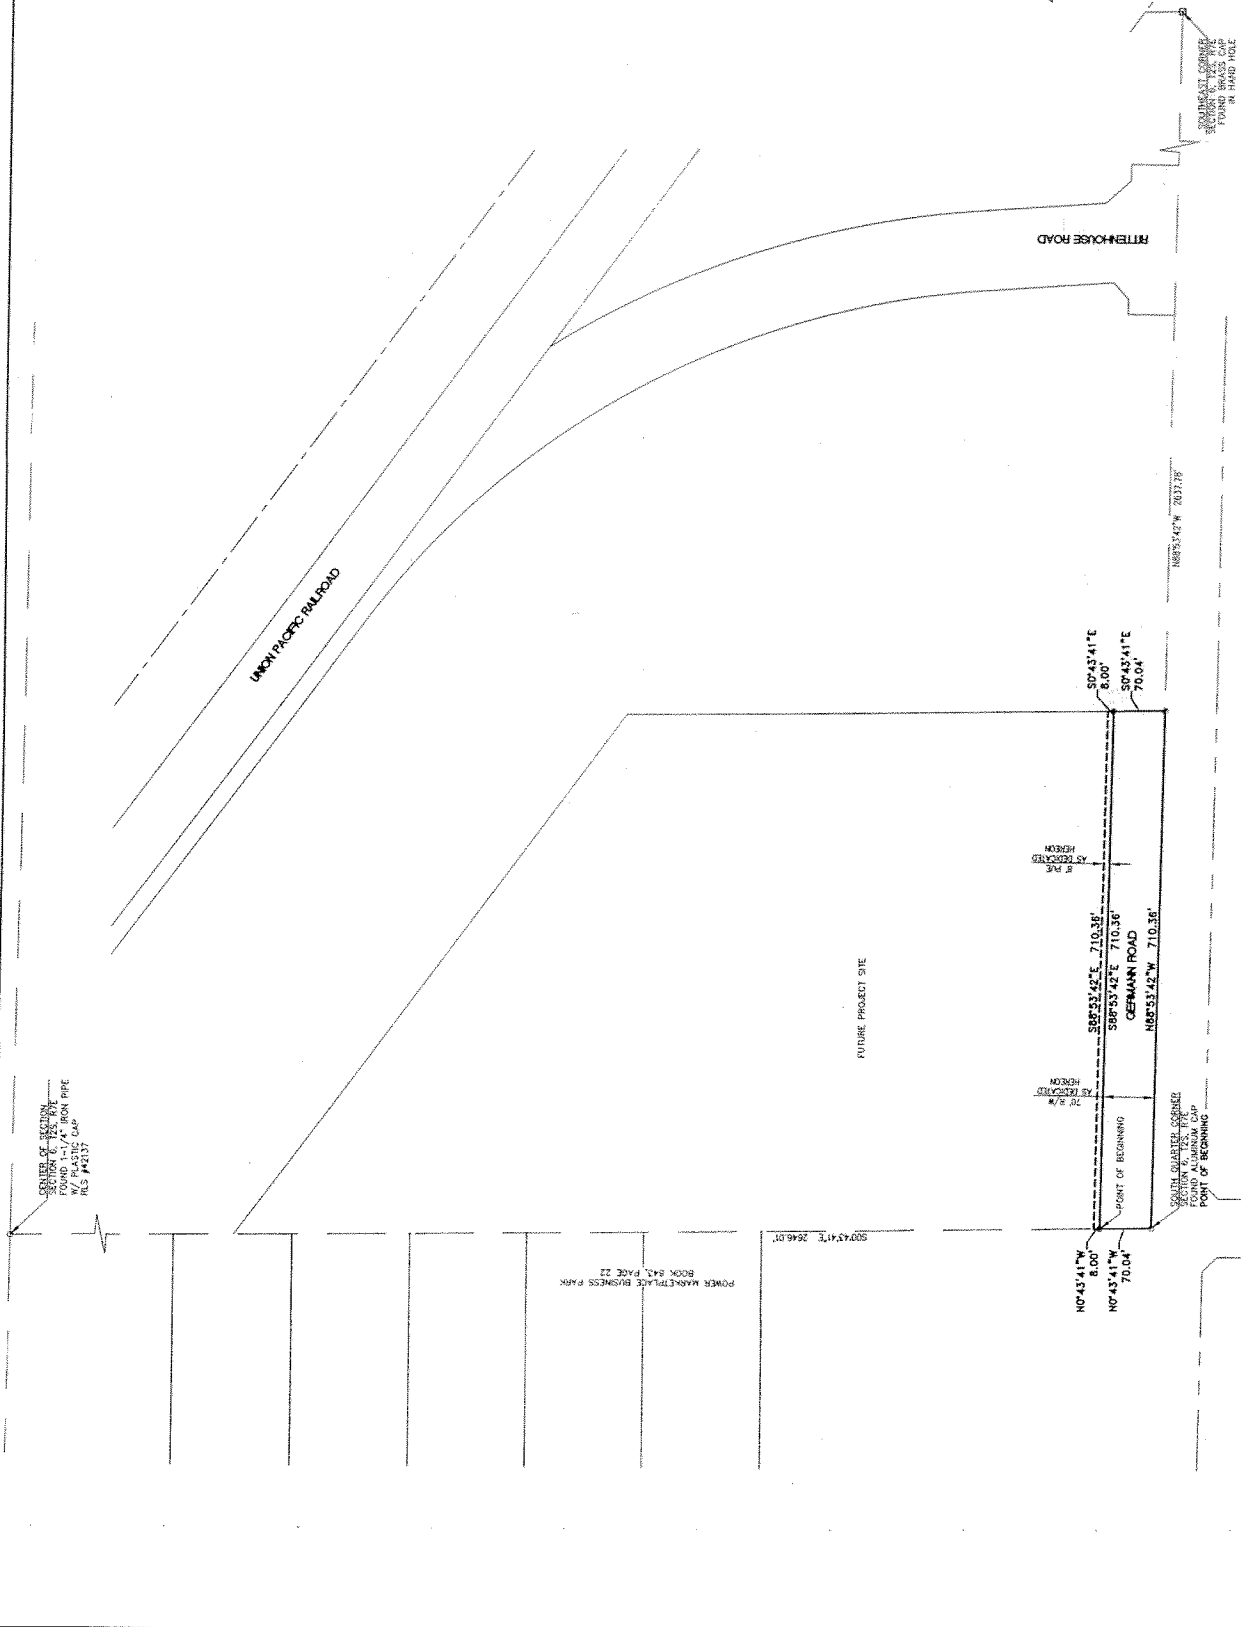 SOUTHEAST CORNER
SECTION 6, T2S, R7E
FOUND BRASS CAP
IN HAND HOLE
RITTENHOUSE ROAD
UNION PACIFIC RAILROAD
N88°53'42"W 2637.78'
S0°43'41"E
8.00'
S0°43'41"E
70.04'
8' PUE
AS DEDICATED
HEREON
S88°53'42"E 710.36'
S88°53'42"E 710.36'
GERMANN ROAD
N88°53'42"W 710.36'
FUTURE PROJECT SITE
70' R/W
AS DEDICATED
HEREON
POINT OF BEGINNING
SOUTH QUARTER CORNER
SECTION 6, T2S, R7E
FOUND ALUMINUM CAP
POINT OF BEGINNING
CENTER OF SECTION
SECTION 6, T2S, R7E
FOUND 1-1/4" IRON PIPE
W/ PLASTIC CAP
RLS #42137
S00°43'41"E 2646.01'
POWER MARKETPLACE BUSINESS PARK
BOOK 843, PAGE 22
N0°43'41"W
8.00'
N0°43'41"W
70.04'